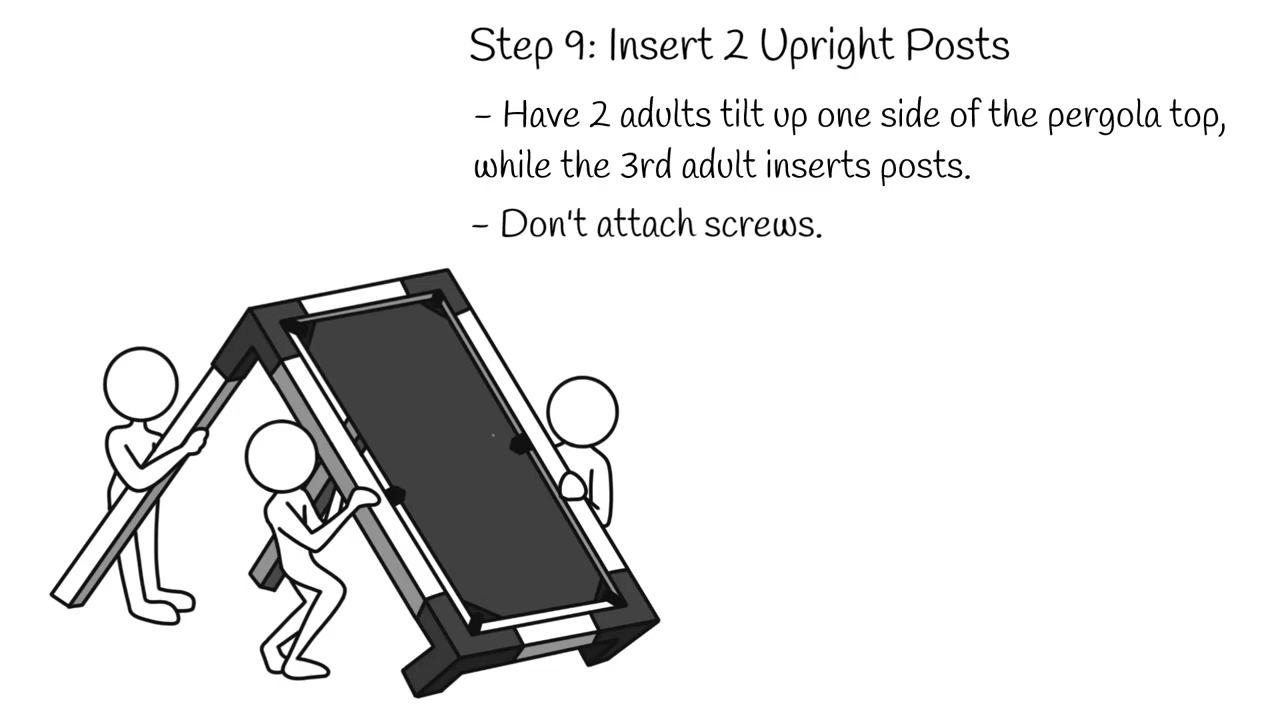 Step 9: Insert 2 Upright Posts
- Have 2 adults tilt up one side of the pergola top,
while the 3rd adult inserts posts.
- Don't attach screws.